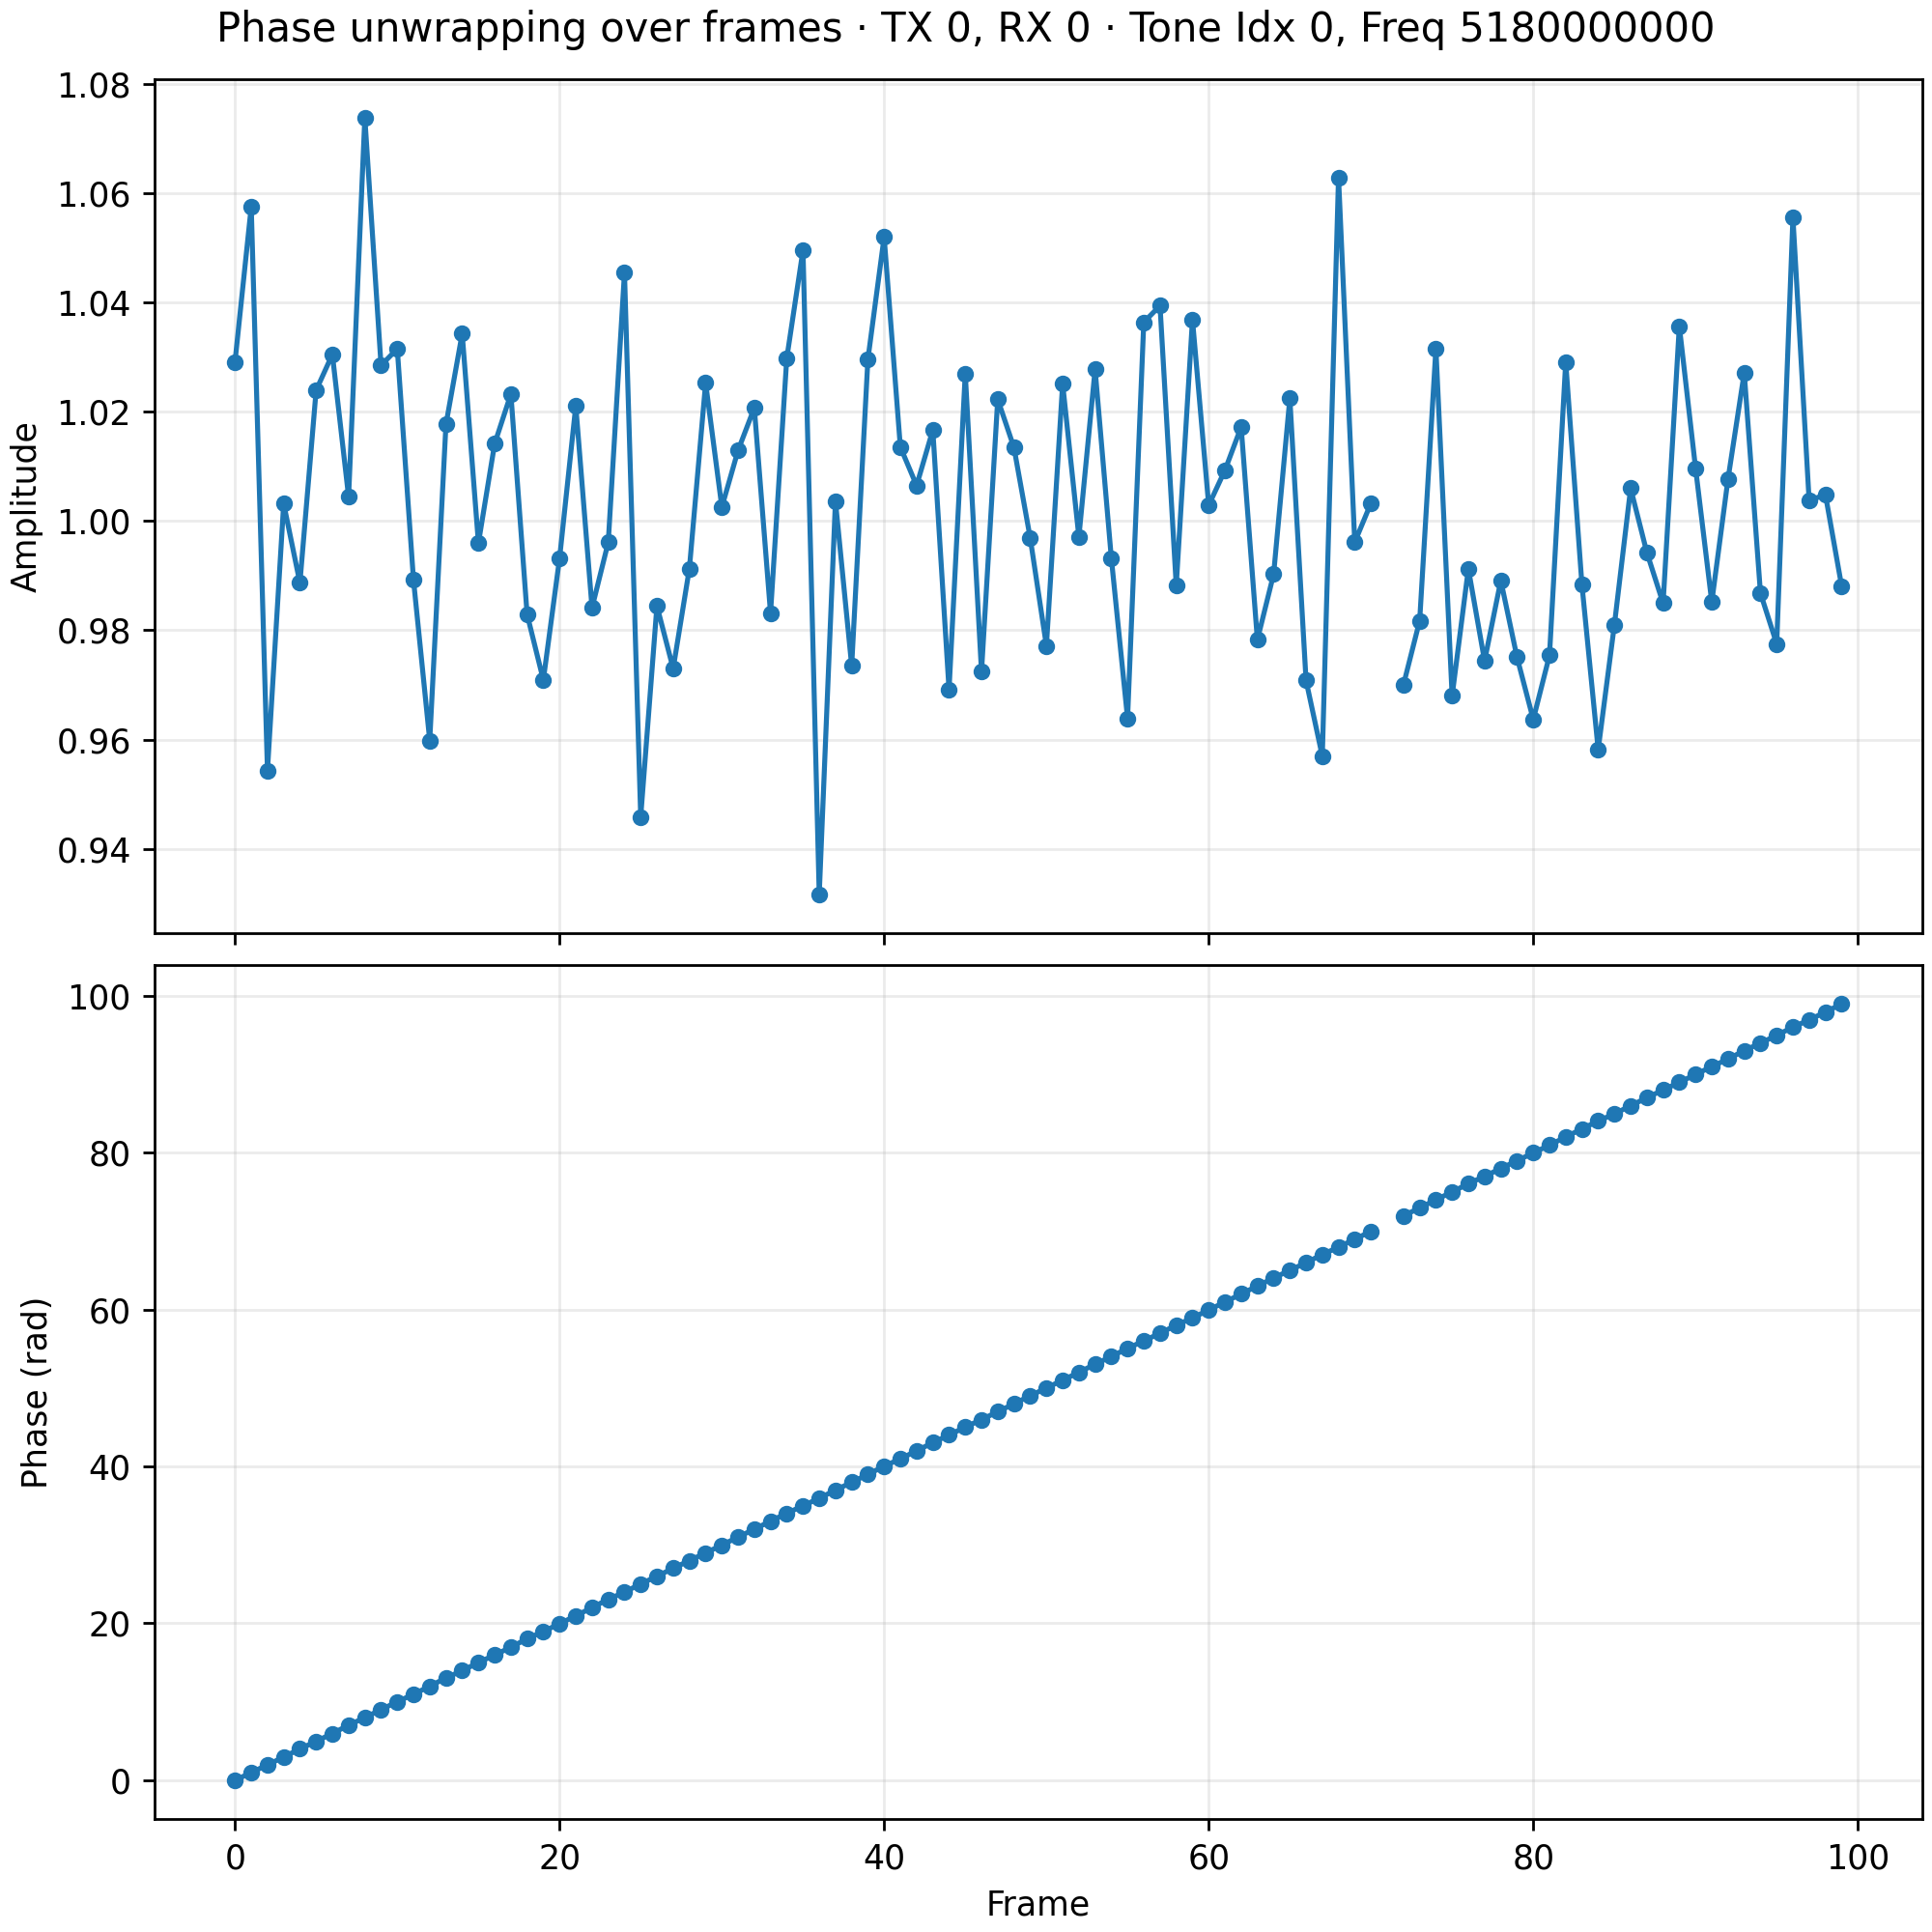 Phase unwrapping over frames · TX 0, RX 0 · Tone Idx 0, Freq 5180000000
1.08
1.06
1.04
1.02
1.00
0.98
0.96
0.94
Amplitude
100
80
60
40
20
0
Phase (rad)
0 20 40 60 80 100
Frame